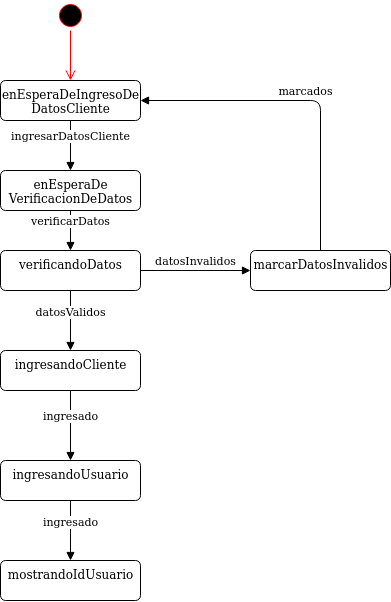 marcados
enEsperaDeIngresoDe
DatosCliente
ingresarDatosCliente
enEsperaDe
VerificacionDeDatos
verificarDatos
verificandoDatos
datosInvalidos
marcarDatosInvalidos
datosValidos
ingresandoCliente
ingresado
ingresandoUsuario
ingresado
mostrandoIdUsuario